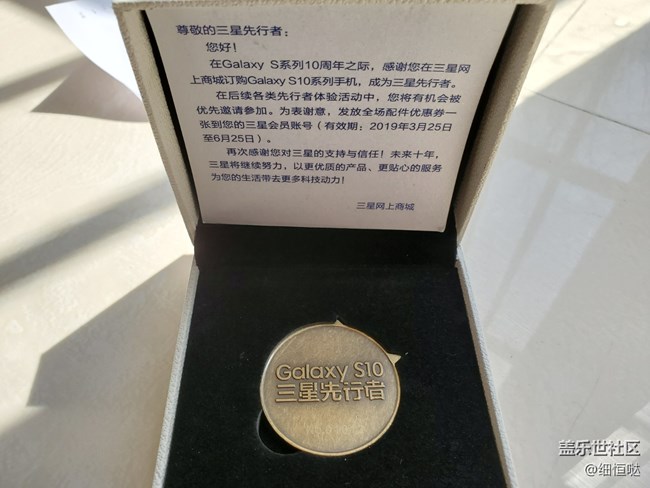 尊敬的三星先行者：
您好！
在Galaxy S系列10周年之际，感谢您在三星网
上商城订购Galaxy S10系列手机，成为三星先行者。
在后续各类先行者体验活动中，您将有机会被
优先邀请参加。为表谢意，发放全场配件优惠券一
张到您的三星会员账号（有效期：2019年3月25日
至6月25日）。
再次感谢您对三星的支持与信任！未来十年，
三星将继续努力，以更优质的产品、更贴心的服务
为您的生活带去更多科技动力！
三星网上商城
Galaxy S10
三星先行者
盖乐世社区
@细恒哒